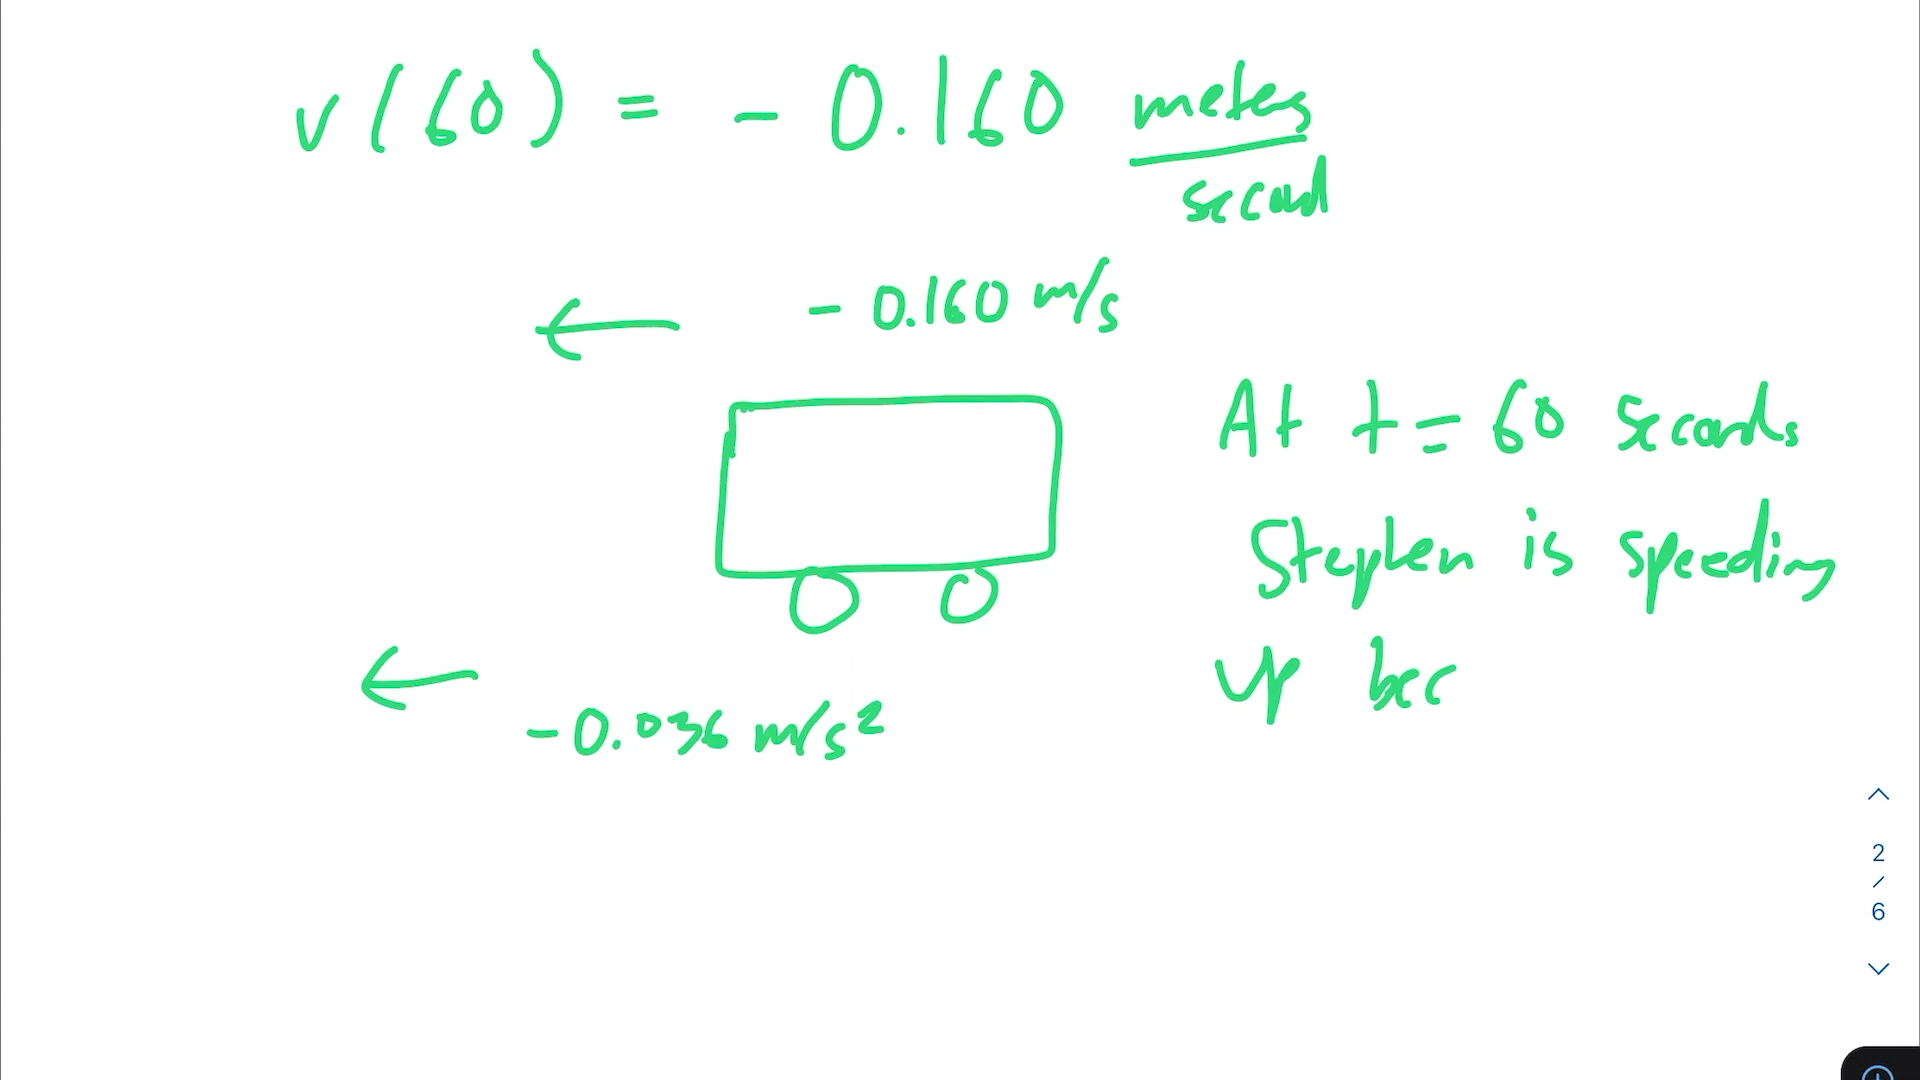 v(60) = - 0.160 meters
second
- 0.160 m/s
At t = 60 seconds
Stephen is speeding
up bec
-0.036 m/s²
2
/
6